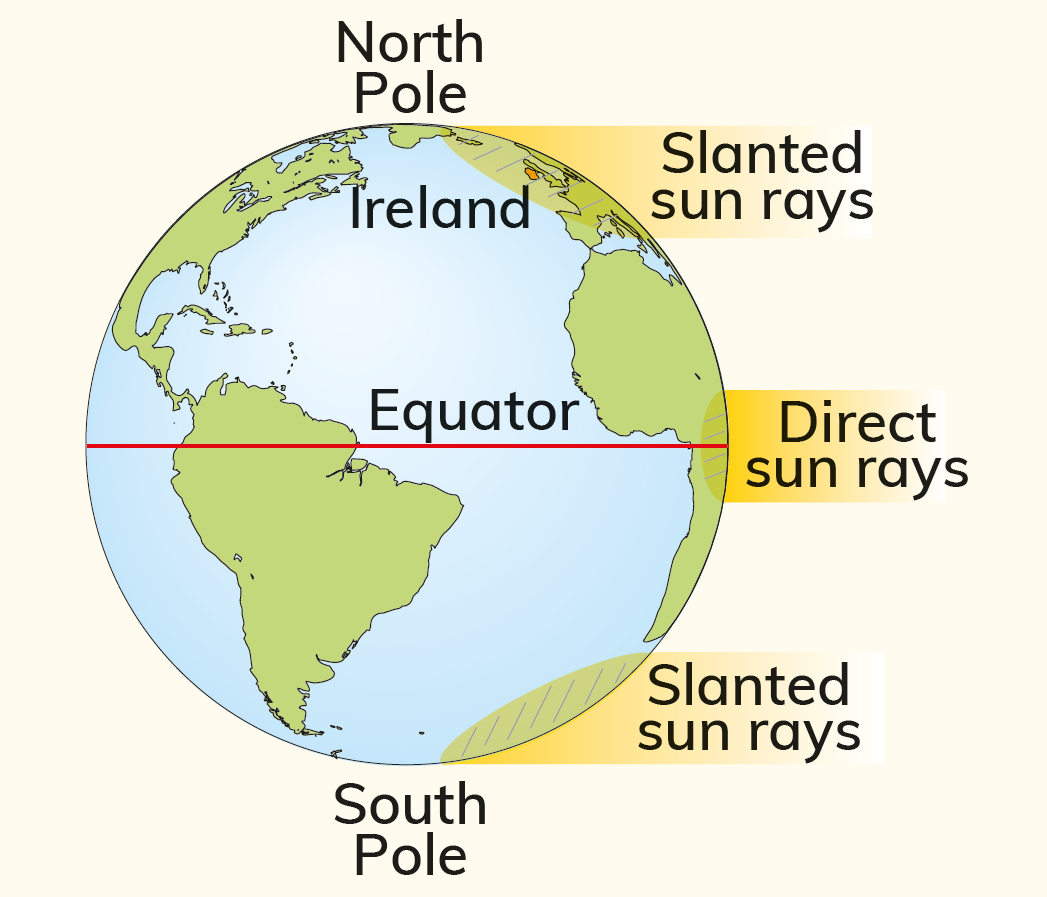 North
Pole
Slanted
sun rays
Ireland
Equator
Direct
sun rays
Slanted
sun rays
South
Pole